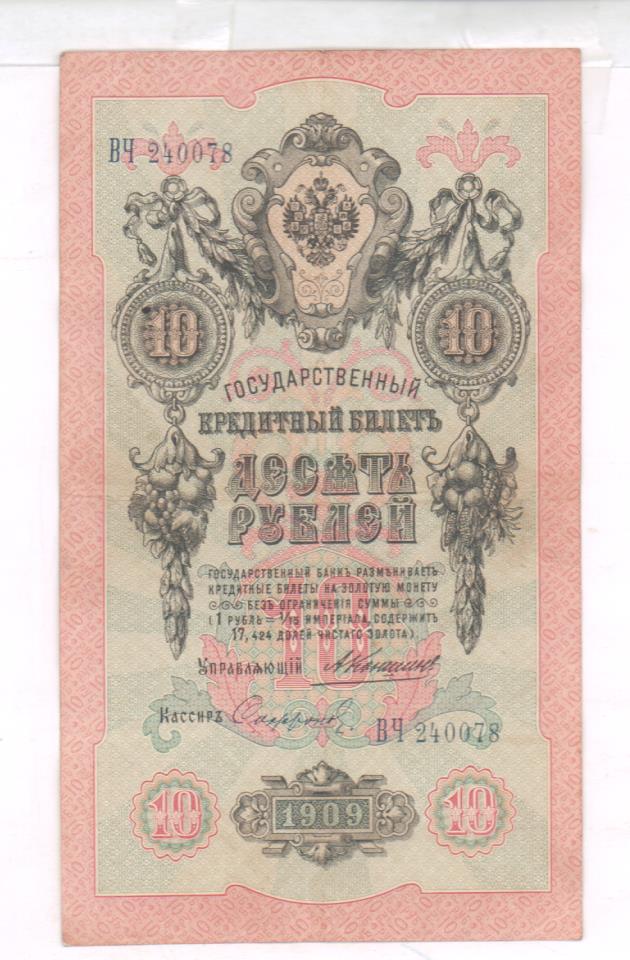 ВЧ 240078
10 10
ГОСУДАРСТВЕННЫЙ
КРЕДИТНЫЙ БИЛЕТЪ
ДЕСЯТЬ
РУБЛЕЙ
ГОСУДАРСТВЕННЫЙ БАНКЪ РАЗМѢНИВАЕТЪ
КРЕДИТНЫЕ БИЛЕТЫ НА ЗОЛОТУЮ МОНЕТУ
БЕЗЪ ОГРАНИЧЕНІЯ СУММЫ
(1 РУБЛЬ = 1/15 ИМПЕРІАЛА, СОДЕРЖИТЪ
17,424 ДОЛЕЙ ЧИСТАГО ЗОЛОТА).
10
УПРАВЛЯЮЩІЙ
КАССИРЪ
ВЧ 240078
10 1909 10